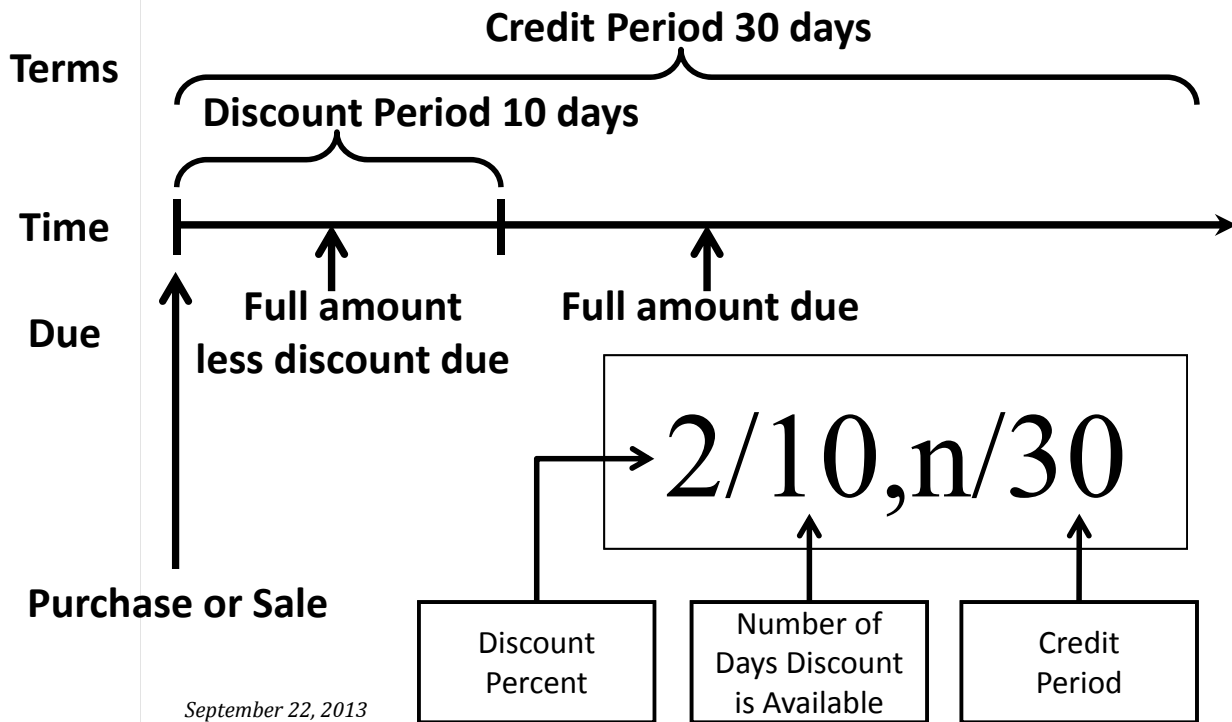 Credit Period 30 days
Terms
Discount Period 10 days
Time
Due
Full amount
less discount due
Full amount due
2/10,n/30
Purchase or Sale
Discount
Percent
Number of
Days Discount
is Available
Credit
Period
September 22, 2013